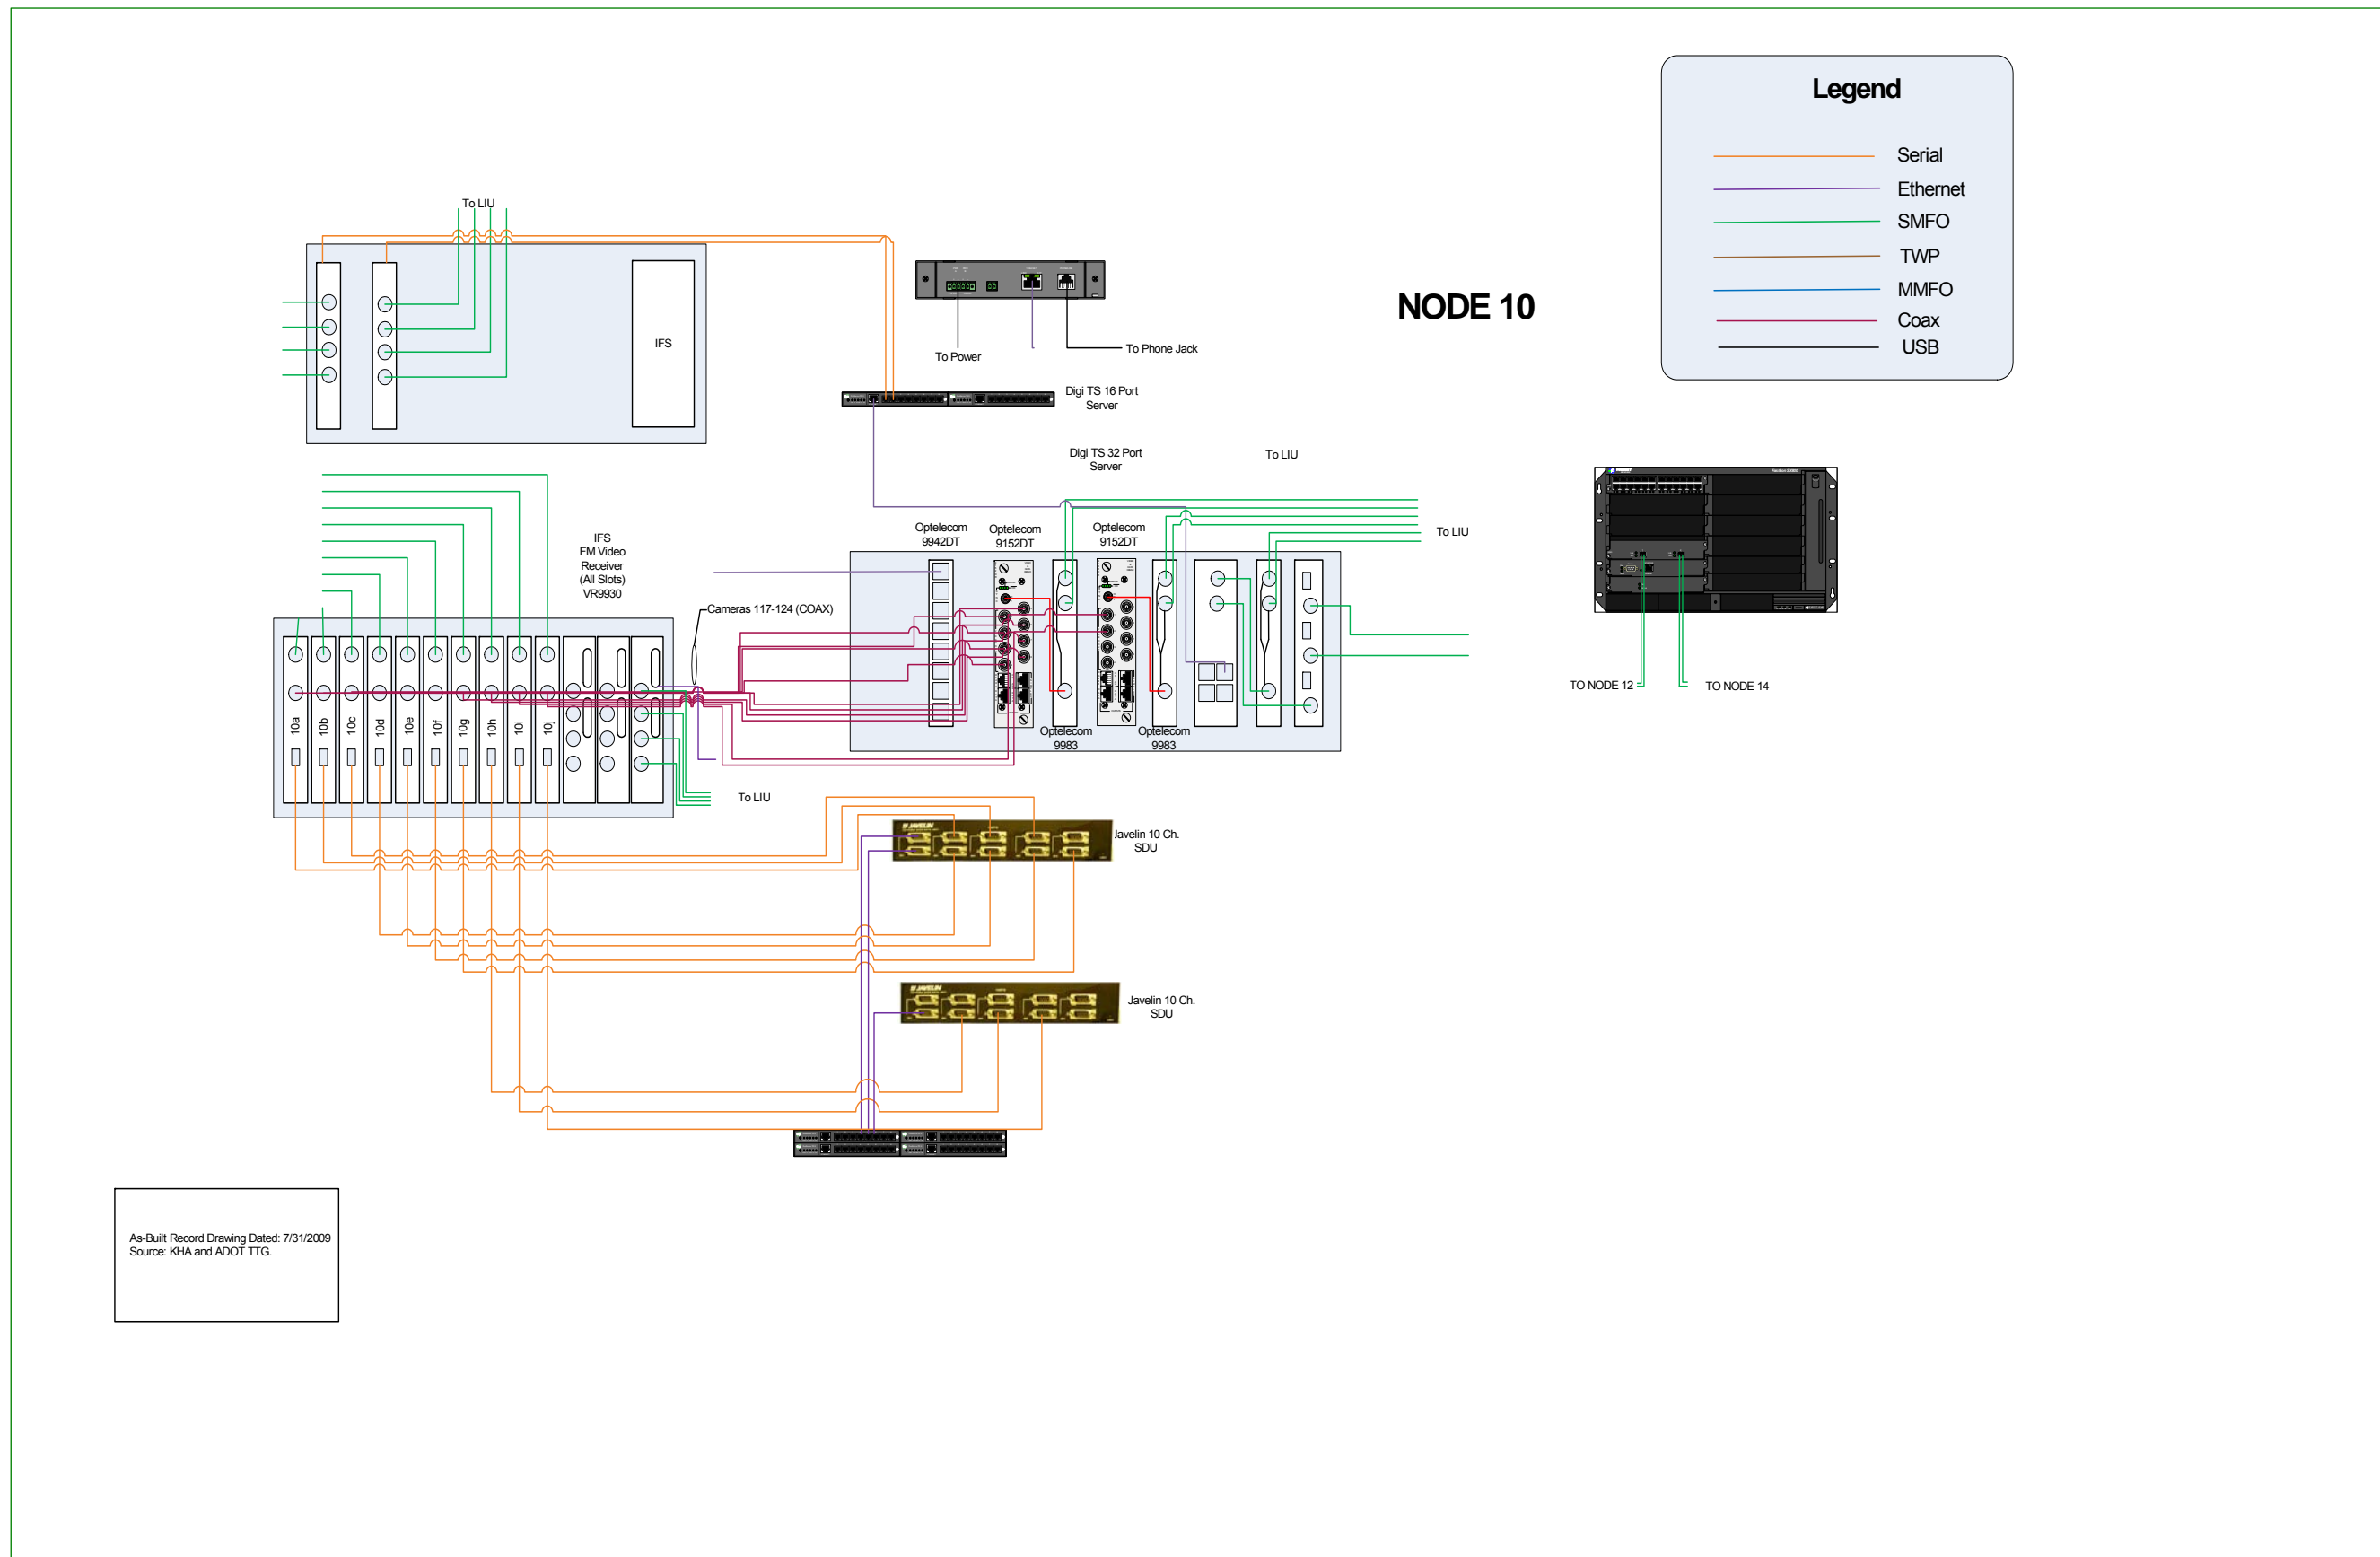 Legend
Serial
Ethernet
SMFO
TWP
MMFO
Coax
USB
NODE 10
To LIU
IFS
To Power
To Phone Jack
Digi TS 16 Port
Server
Digi TS 32 Port
Server
To LIU
To LIU
IFS
FM Video
Receiver
(All Slots)
VR9930
Cameras 117-124 (COAX)
Optelecom
9942DT
Optelecom
9152DT
Optelecom
9152DT
Optelecom
9983
Optelecom
9983
10a
10b
10c
10d
10e
10f
10g
10h
10i
10j
To LIU
TO NODE 12
TO NODE 14
JAVELIN
Javelin 10 Ch.
SDU
JAVELIN
Javelin 10 Ch.
SDU
As-Built Record Drawing Dated: 7/31/2009
Source: KHA and ADOT TTG.